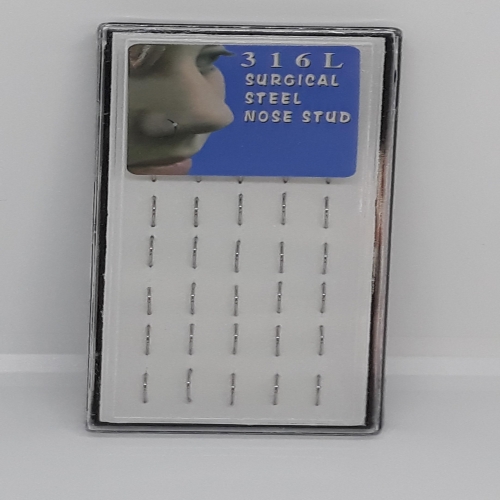 316L
SURGICAL
STEEL
NOSE STUD